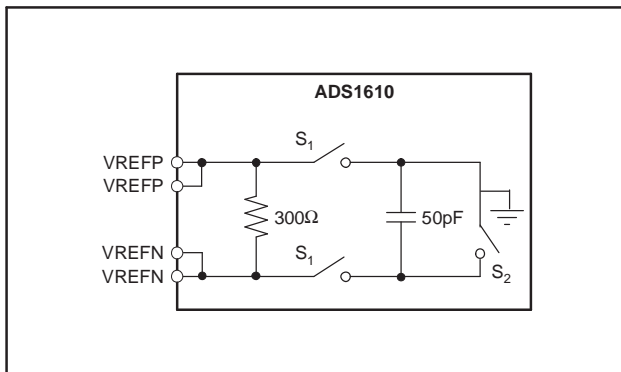 ADS1610
S₁
VREFP
VREFP
300Ω
50pF
VREFN
VREFN
S₁
S₂